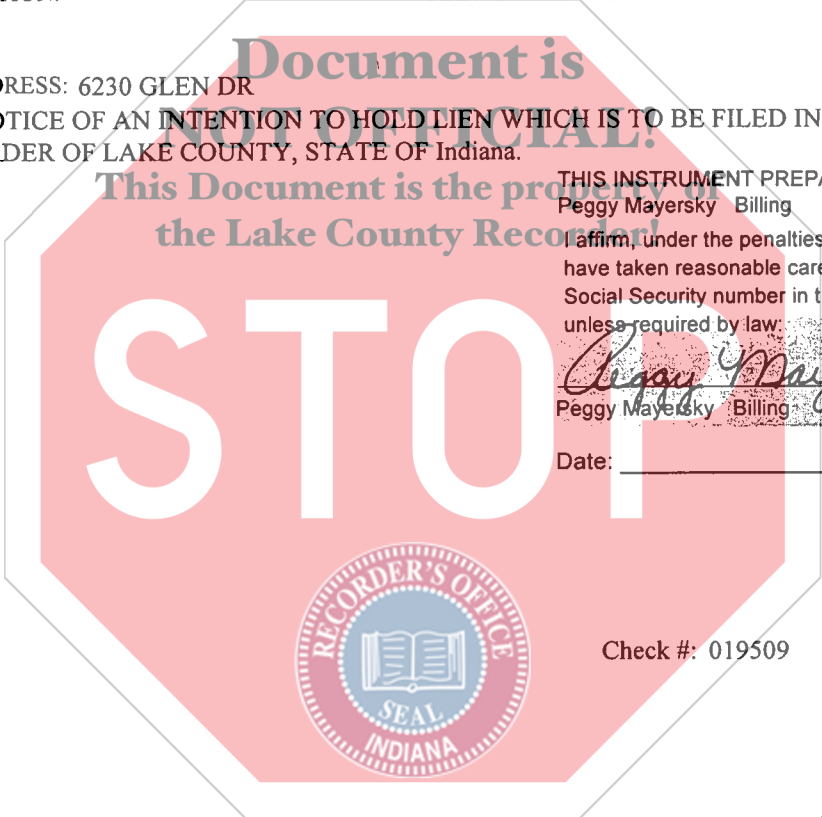 Document is
RESS: 6230 GLEN DR
NOT OFFICIAL!
OTICE OF AN INTENTION TO HOLD LIEN WHICH IS TO BE FILED IN
DER OF LAKE COUNTY, STATE OF Indiana.
This Document is the property of
the Lake County Recorder!
THIS INSTRUMENT PREPA
Peggy Mayersky Billing
I affirm, under the penalties
have taken reasonable care
Social Security number in t
unless required by law:
Peggy May
Peggy Mayersky Billing
Date:
STOP
RECORDER'S OFFICE
SEAL
INDIANA
Check #: 019509